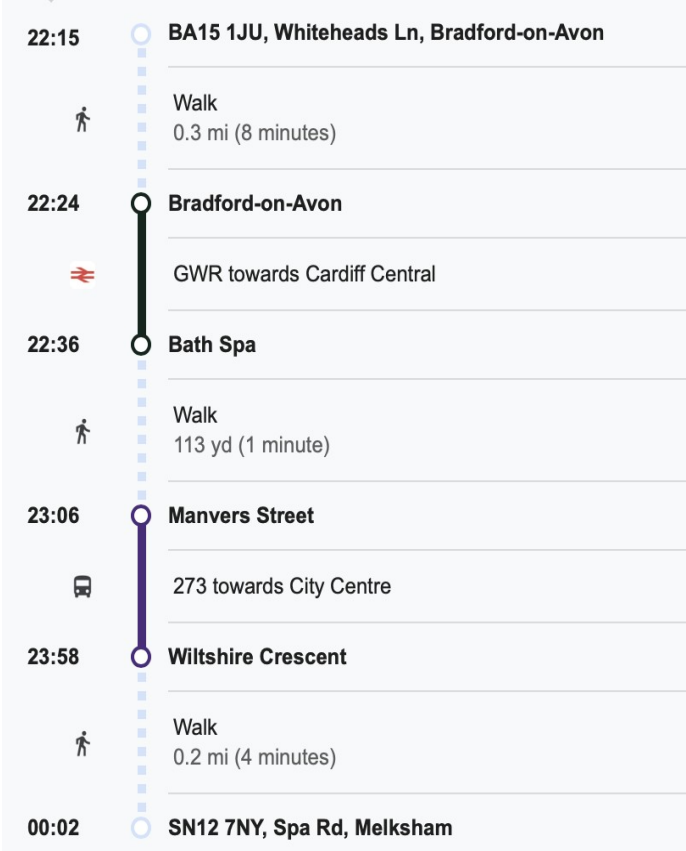 22:15 BA15 1JU, Whiteheads Ln, Bradford-on-Avon
Walk
0.3 mi (8 minutes)
22:24 Bradford-on-Avon
GWR towards Cardiff Central
22:36 Bath Spa
Walk
113 yd (1 minute)
23:06 Manvers Street
273 towards City Centre
23:58 Wiltshire Crescent
Walk
0.2 mi (4 minutes)
00:02 SN12 7NY, Spa Rd, Melksham